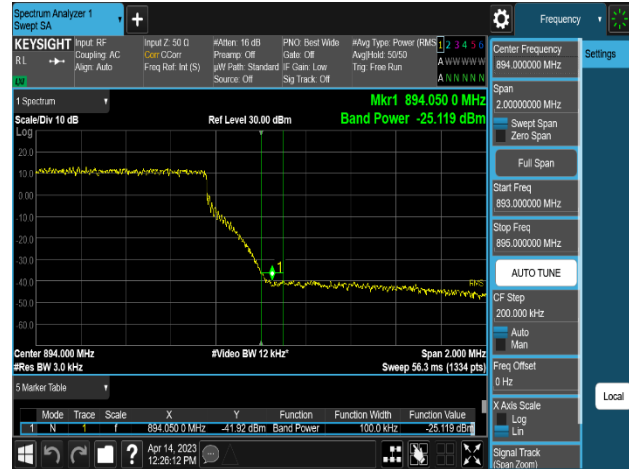 Spectrum Analyzer 1
Swept SA
Frequency
KEYSIGHT
Input: RF
Input Z: 50 Ω
#Atten: 16 dB
PNO: Best Wide
#Avg Type: Power (RMS
1 2 3 4 5 6
RL
Coupling: AC
Corr CCorr
Preamp: Off
Gate: Off
Avg|Hold: 50/50
A W W W W W
Align: Auto
Freq Ref: Int (S)
µW Path: Standard
IF Gain: Low
Trig: Free Run
Source: Off
Sig Track: Off
A N N N N N
1 Spectrum
Mkr1 894.050 0 MHz
Scale/Div 10 dB
Ref Level 30.00 dBm
Band Power -25.119 dBm
Log
20.0
10.0
0.00
-10.0
-20.0
-30.0
-40.0
-50.0
-60.0
1
RMS
Center 894.000 MHz
#Video BW 12 kHz*
Span 2.000 MHz
#Res BW 3.0 kHz
Sweep 56.3 ms (1334 pts)
5 Marker Table
Mode Trace Scale X Y Function Function Width Function Value
1 N 1 f 894.050 0 MHz -41.92 dBm Band Power 100.0 kHz -25.119 dBm
?
Apr 14, 2023
12:26:12 PM
Center Frequency
894.000000 MHz
Settings
Span
2.00000000 MHz
Swept Span
Zero Span
Full Span
Start Freq
893.000000 MHz
Stop Freq
895.000000 MHz
AUTO TUNE
CF Step
200.000 kHz
Auto
Man
Freq Offset
0 Hz
X Axis Scale
Log
Lin
Local
Signal Track
(Span Zoom)